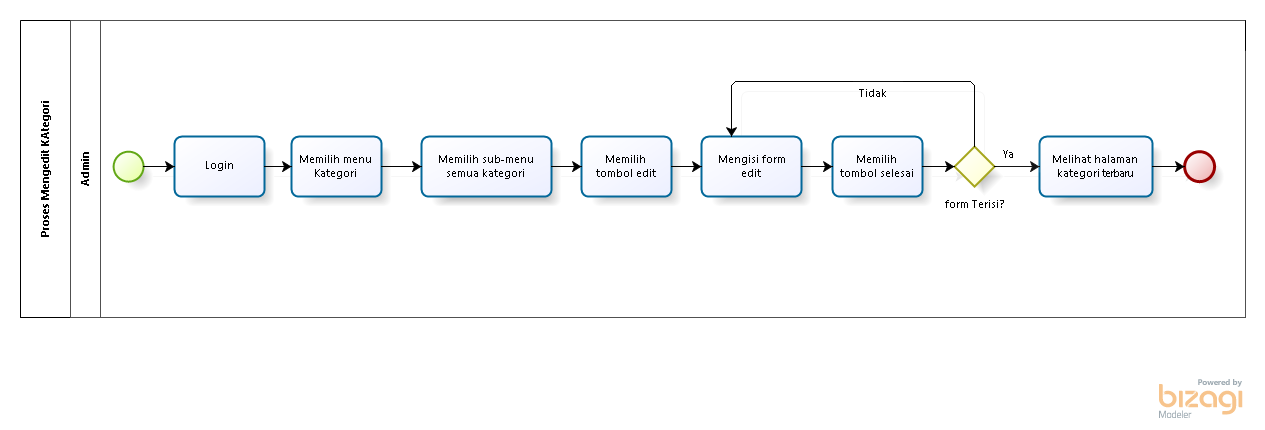 Proses Mengedit KAtegori
Admin
Login
Memilih menu
Kategori
Memilih sub-menu
semua kategori
Memilih
tombol edit
Mengisi form
edit
Memilih
tombol selesai
Tidak
form Terisi?
Ya
Melihat halaman
kategori terbaru
Powered by
bizagi
Modeler